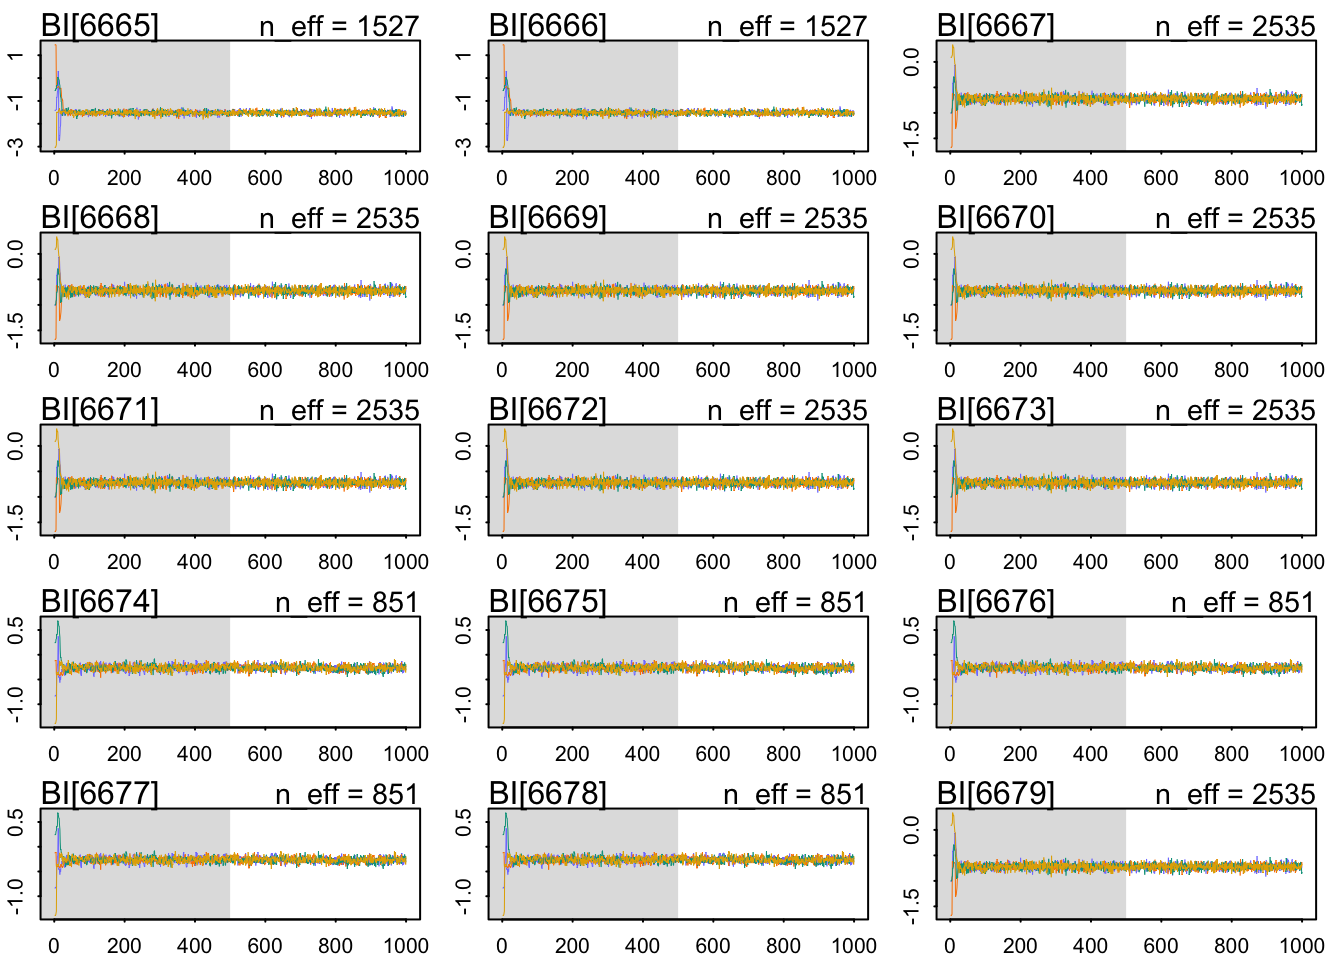 BI[6665] n_eff = 1527 BI[6666] n_eff = 1527 BI[6667] n_eff = 2535
1 -1 -3 1 -1 -3 0.0 -1.5
0 200 400 600 800 1000 0 200 400 600 800 1000 0 200 400 600 800 1000
BI[6668] n_eff = 2535 BI[6669] n_eff = 2535 BI[6670] n_eff = 2535
0.0 -1.5 0.0 -1.5 0.0 -1.5
0 200 400 600 800 1000 0 200 400 600 800 1000 0 200 400 600 800 1000
BI[6671] n_eff = 2535 BI[6672] n_eff = 2535 BI[6673] n_eff = 2535
0.0 -1.5 0.0 -1.5 0.0 -1.5
0 200 400 600 800 1000 0 200 400 600 800 1000 0 200 400 600 800 1000
BI[6674] n_eff = 851 BI[6675] n_eff = 851 BI[6676] n_eff = 851
0.5 -1.0 0.5 -1.0 0.5 -1.0
0 200 400 600 800 1000 0 200 400 600 800 1000 0 200 400 600 800 1000
BI[6677] n_eff = 851 BI[6678] n_eff = 851 BI[6679] n_eff = 2535
0.5 -1.0 0.5 -1.0 0.0 -1.5
0 200 400 600 800 1000 0 200 400 600 800 1000 0 200 400 600 800 1000